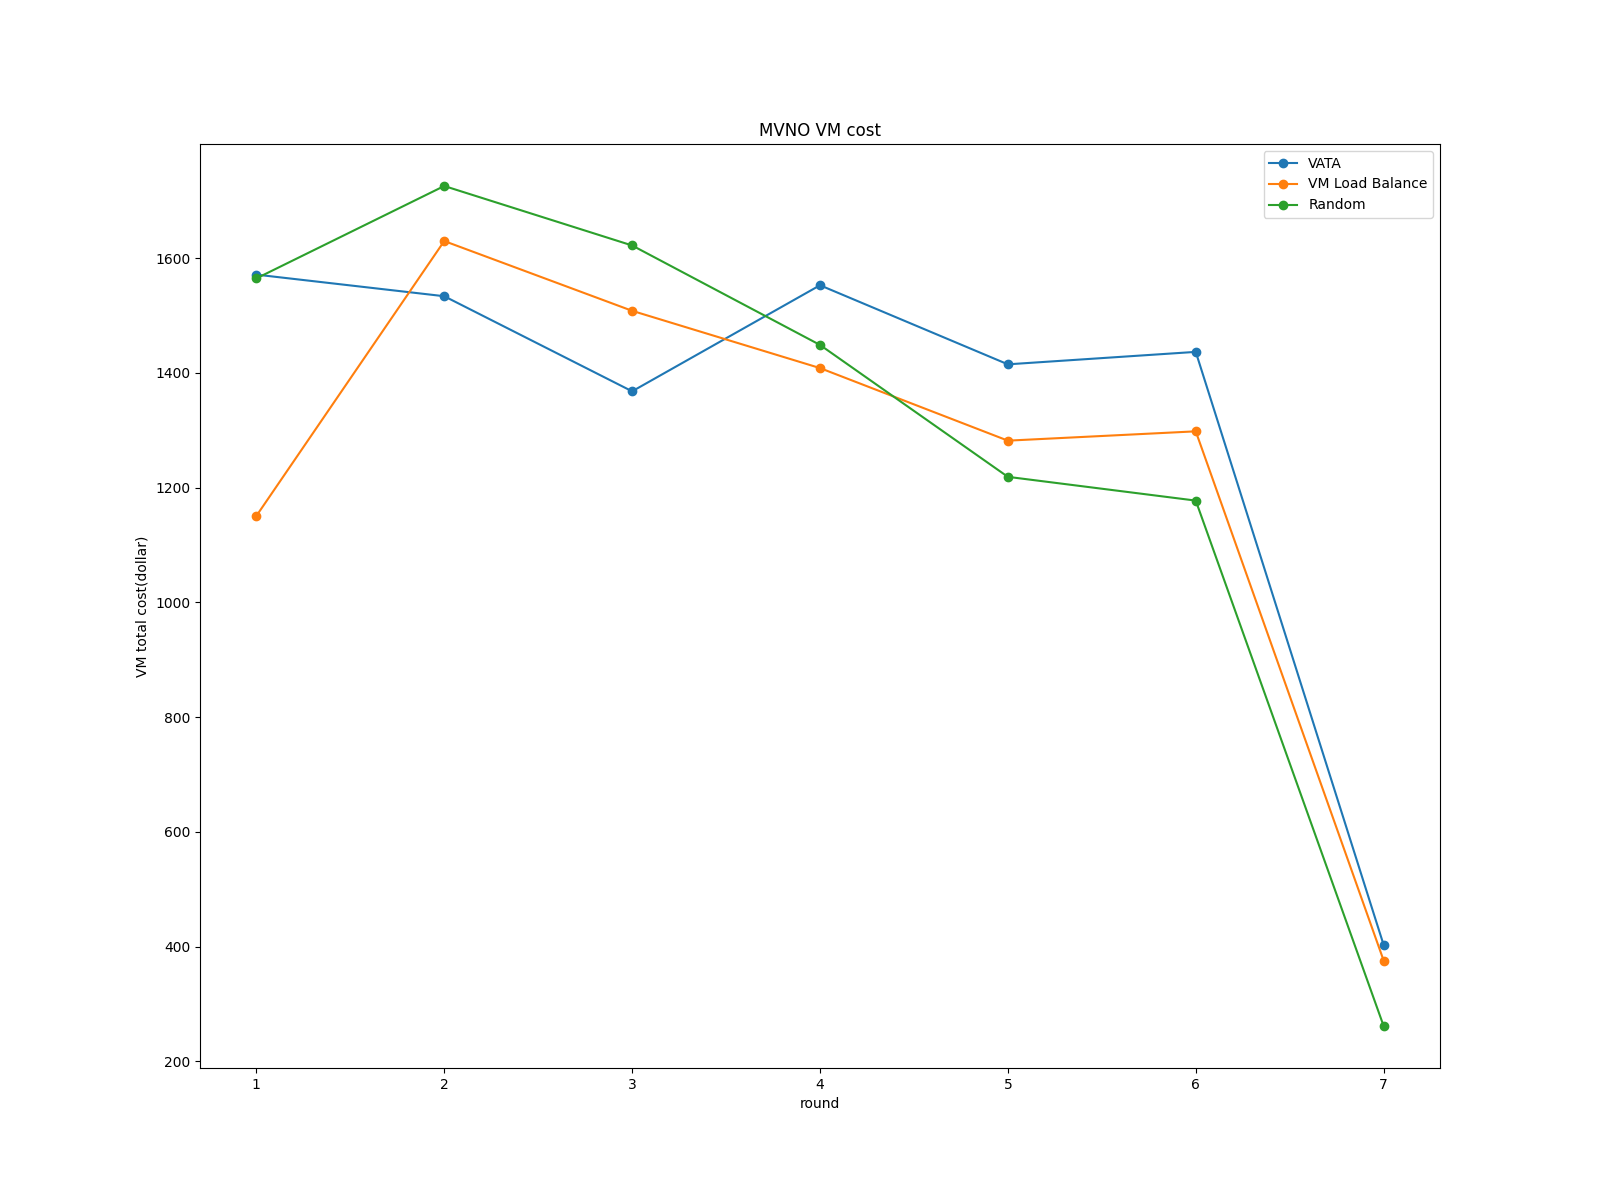 MVNO VM cost
VATA
VM Load Balance
Random
1600
1400
1200
1000
800
600
400
200
VM total cost(dollar)
1 2 3 4 5 6 7
round